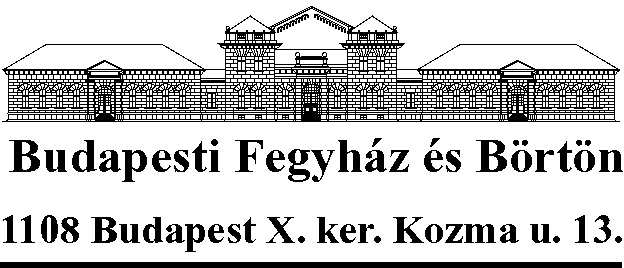 Budapesti Fegyház és Börtön
1108 Budapest X. ker. Kozma u. 13.